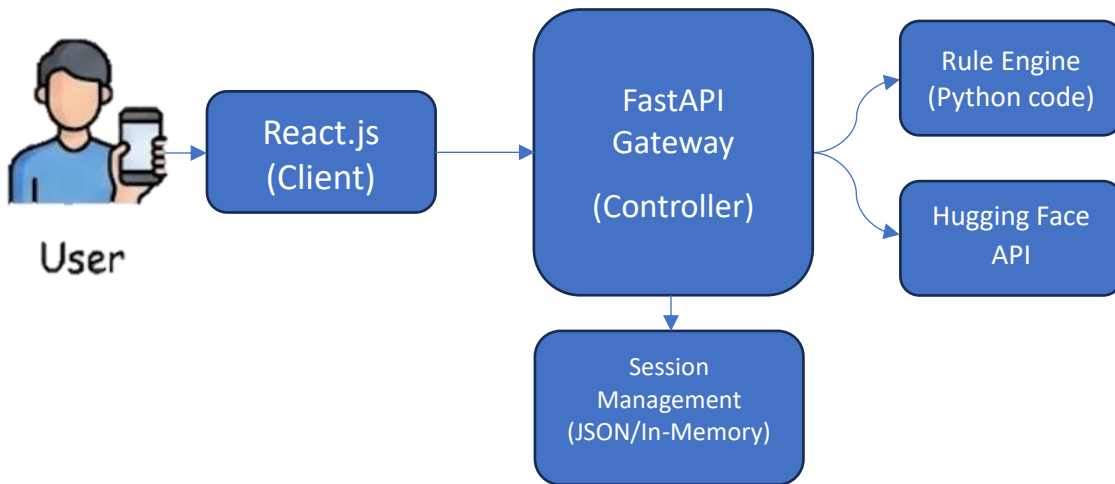 User
React.js
(Client)
FastAPI
Gateway
(Controller)
Rule Engine
(Python code)
Hugging Face
API
Session
Management
(JSON/In-Memory)